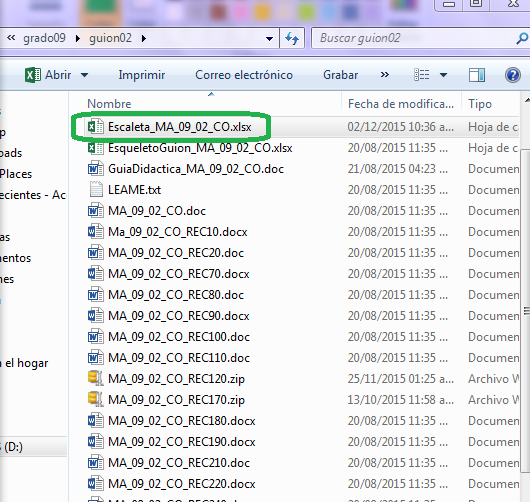 « grado09 ▸ guion02 ▸
Buscar guion02
Abrir Imprimir Correo electrónico Grabar »
Nombre Fecha de modifica... Tipo
Escaleta_MA_09_02_CO.xlsx 02/12/2015 10:36 a... Hoja de c
EsqueletoGuion_MA_09_02_CO.xlsx 20/08/2015 11:35 ... Hoja de c
GuiaDidactica_MA_09_02_CO.doc 21/08/2015 04:23 ... Documen
LEAME.txt 20/08/2015 11:35 ... Documen
MA_09_02_CO.doc 20/08/2015 11:35 ... Documen
Ma_09_02_CO_REC10.docx 20/08/2015 11:35 ... Documen
MA_09_02_CO_REC20.doc 20/08/2015 11:35 ... Documen
MA_09_02_CO_REC70.doc 20/08/2015 11:35 ... Documen
MA_09_02_CO_REC80.doc 20/08/2015 11:35 ... Documen
MA_09_02_CO_REC90.doc 20/08/2015 11:35 ... Documen
MA_09_02_CO_REC100.doc 20/08/2015 11:35 ... Documen
MA_09_02_CO_REC110.doc 20/08/2015 11:35 ... Documen
MA_09_02_CO_REC120.zip 25/11/2015 01:25 a... Archivo W
MA_09_02_CO_REC170.zip 13/10/2015 11:58 a... Archivo W
MA_09_02_CO_REC180.docx 20/08/2015 11:35 ... Documen
MA_09_02_CO_REC190.docx 20/08/2015 11:35 ... Documen
MA_09_02_CO_REC210.doc 20/08/2015 11:35 ... Documen
MA_09_02_CO_REC220.docx 20/08/2015 11:35 ... Documen
s
p
oads
Places
ecientes - Ac
as
entos
nes
n el hogar
S (D:)